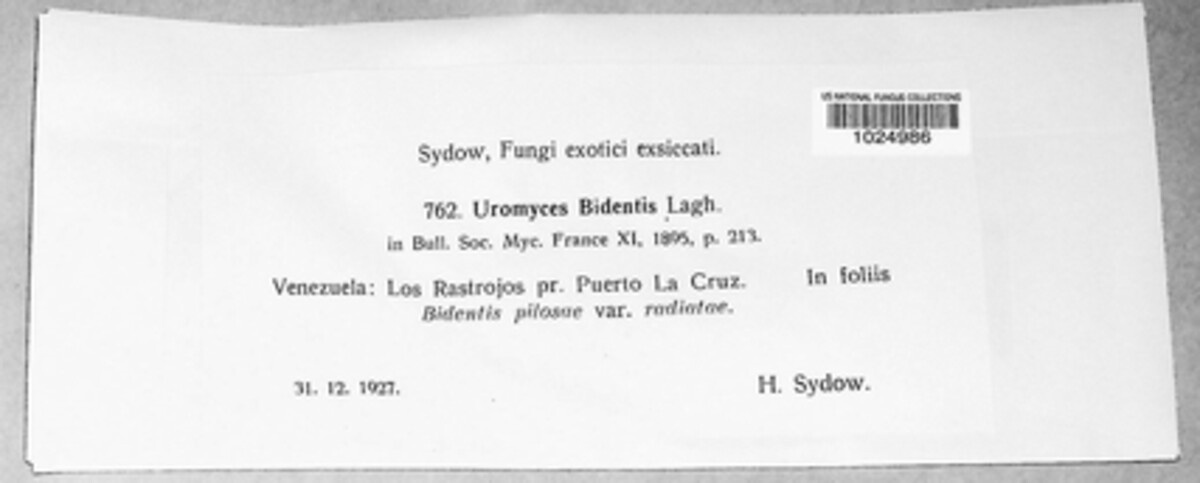 US NATIONAL FUNGUS COLLECTIONS
1024986
Sydow, Fungi exotici exsiccati.
762. Uromyces Bidentis Lagh.
in Bull. Soc. Myc. France XI, 1895, p. 213.
Venezuela: Los Rastrojos pr. Puerto La Cruz. In foliis
Bidentis pilosae var. radiatae.
31. 12. 1927. H. Sydow.